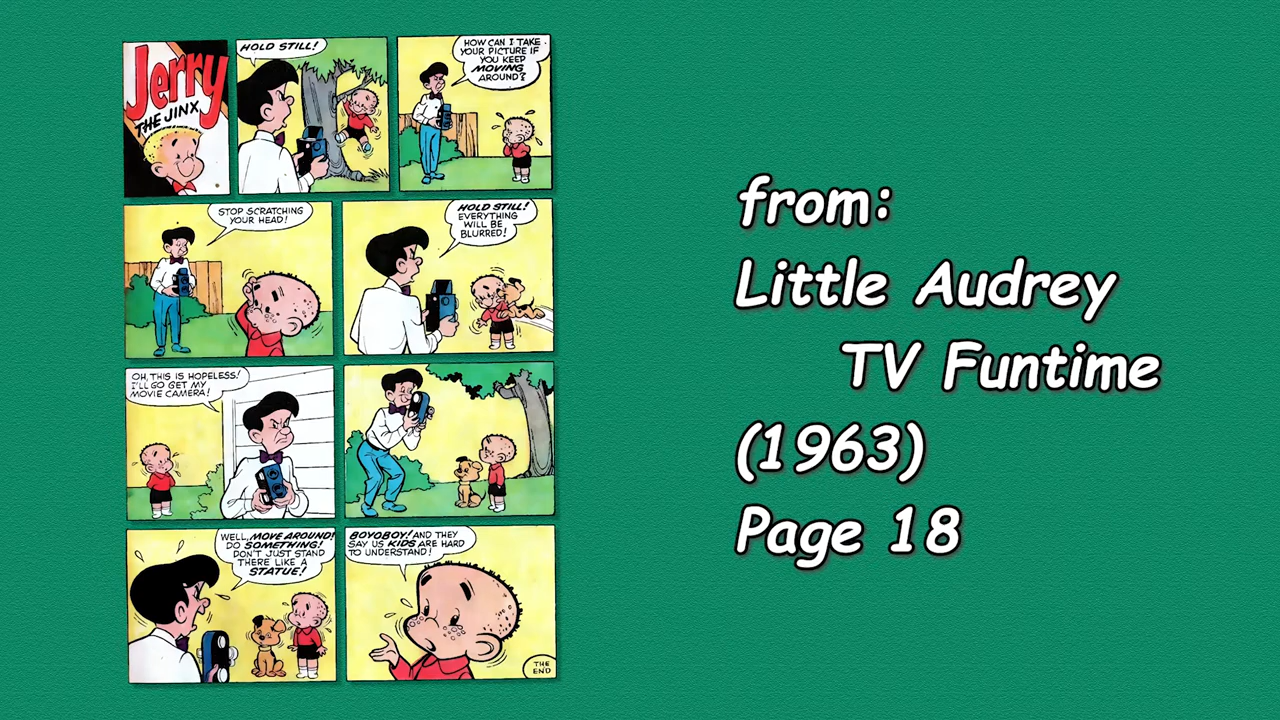 Jerry
THE JINX
HOLD STILL!
HOW CAN I TAKE
YOUR PICTURE IF
YOU KEEP
MOVING
AROUND?
STOP SCRATCHING
YOUR HEAD!
HOLD STILL!
EVERYTHING
WILL BE
BLURRED!
OH, THIS IS HOPELESS!
I'LL GO GET MY
MOVIE CAMERA!
WELL, MOVE AROUND!
DO SOMETHING!
DON'T JUST STAND
THERE LIKE A
STATUE!
BOYOBOY! AND THEY
SAY US KIDS ARE HARD
TO UNDERSTAND!
THE
END
from:
Little Audrey
TV Funtime
(1963)
Page 18